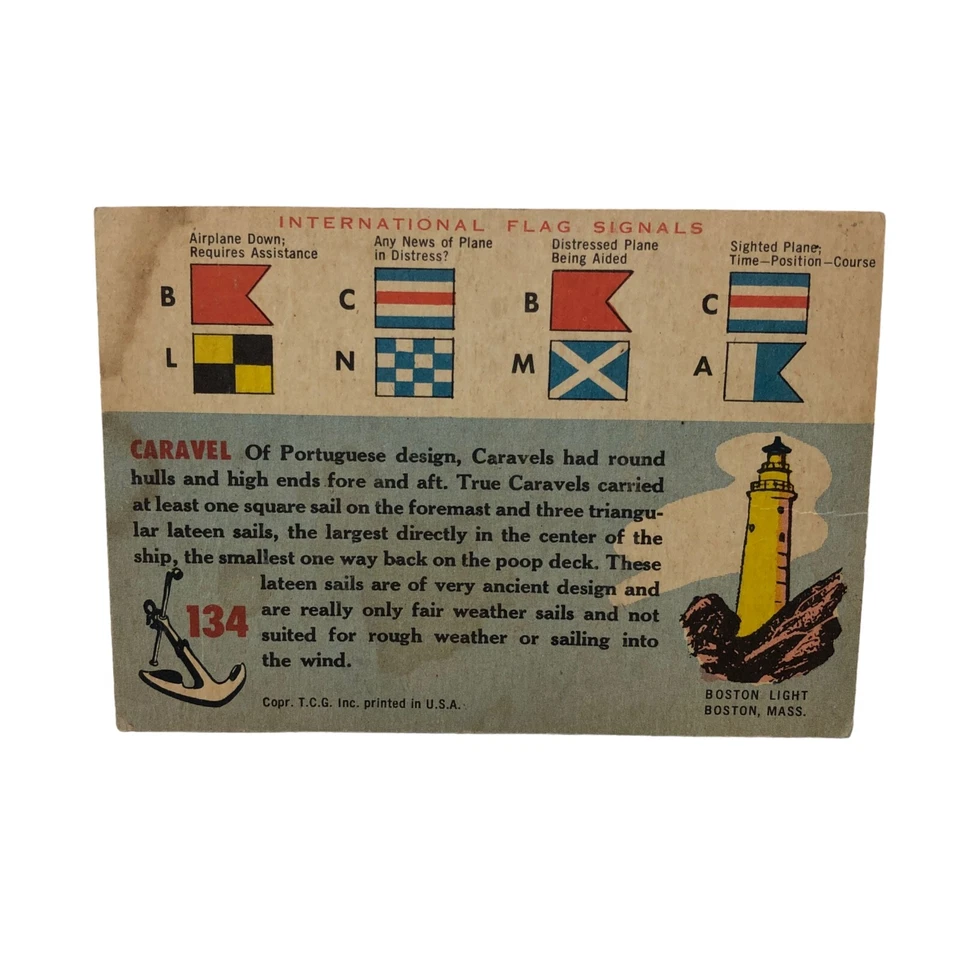 INTERNATIONAL FLAG SIGNALS
Airplane Down;
Requires Assistance
B
L
Any News of Plane
in Distress?
C
N
Distressed Plane
Being Aided
B
M
Sighted Plane;
Time—Position—Course
C
A
CARAVEL Of Portuguese design, Caravels had round
hulls and high ends fore and aft. True Caravels carried
at least one square sail on the foremast and three triangu-
lar lateen sails, the largest directly in the center of the
ship, the smallest one way back on the poop deck. These
lateen sails are of very ancient design and
are really only fair weather sails and not
suited for rough weather or sailing into
the wind.
134
Copr. T.C.G. Inc. printed in U.S.A.
BOSTON LIGHT
BOSTON, MASS.